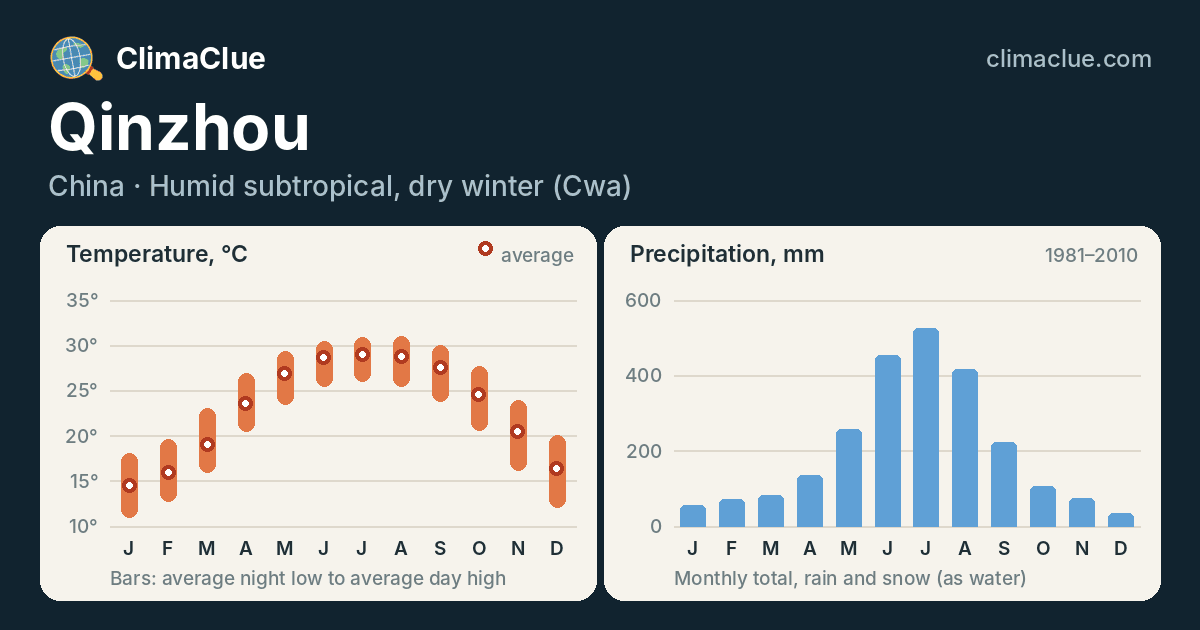 ClimaClue
climaclue.com
Qinzhou
China · Humid subtropical, dry winter (Cwa)
Temperature, °C
average
35°
30°
25°
20°
15°
10°
J F M A M J J A S O N D
Bars: average night low to average day high
Precipitation, mm
1981–2010
600
400
200
0
J F M A M J J A S O N D
Monthly total, rain and snow (as water)